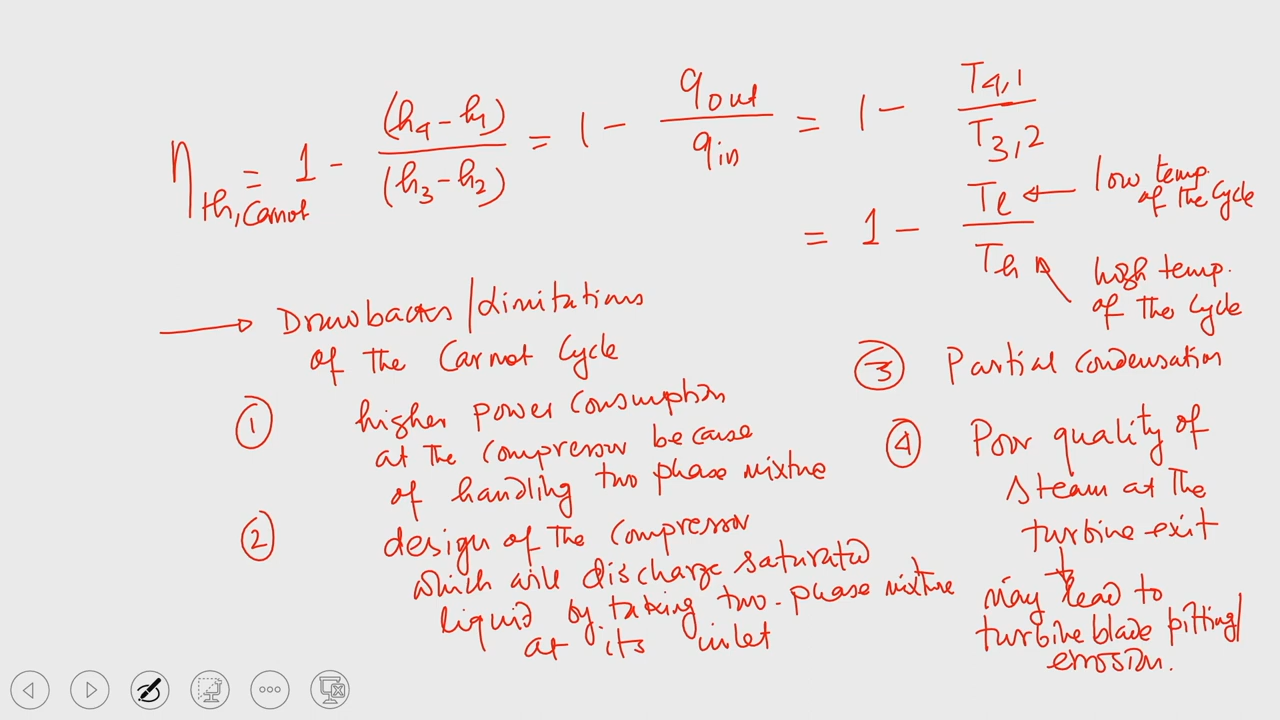 η_th,Carnot = 1 - (h4 - h1) / (h3 - h2) = 1 - q_out / q_in = 1 - T4,1 / T3,2
= 1 - Tl / Th
low temp. of the Cycle
high temp. of the Cycle
→ Drawbacks/limitations
of the Carnot Cycle
① higher power consumption
at the compressor because
of handling two phase mixture
② design of the compressor
which will discharge saturated
liquid by taking two-phase mixture
at its inlet
③ Partial condensation
④ Poor quality of
steam at the
turbine exit
may lead to
turbine blade pitting/
errosion.